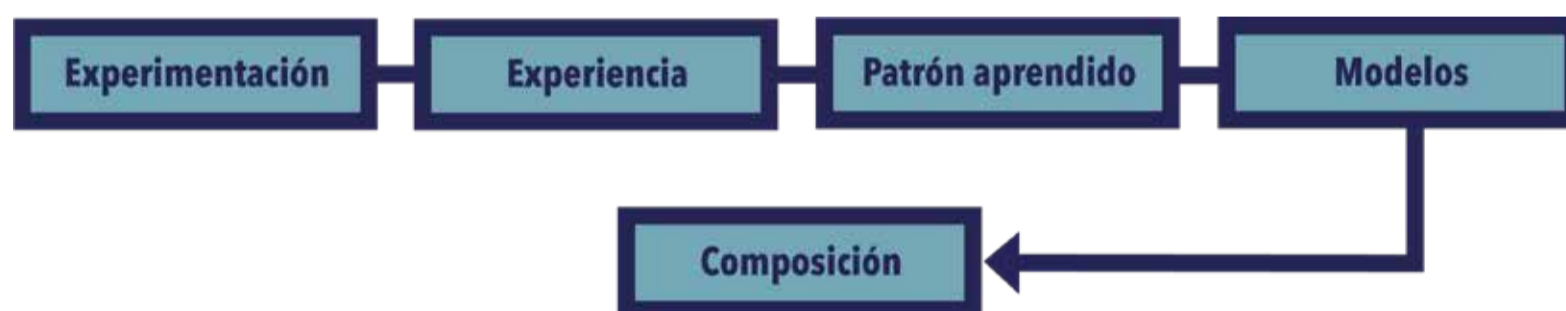 Experimentación
Experiencia
Patrón aprendido
Modelos
Composición